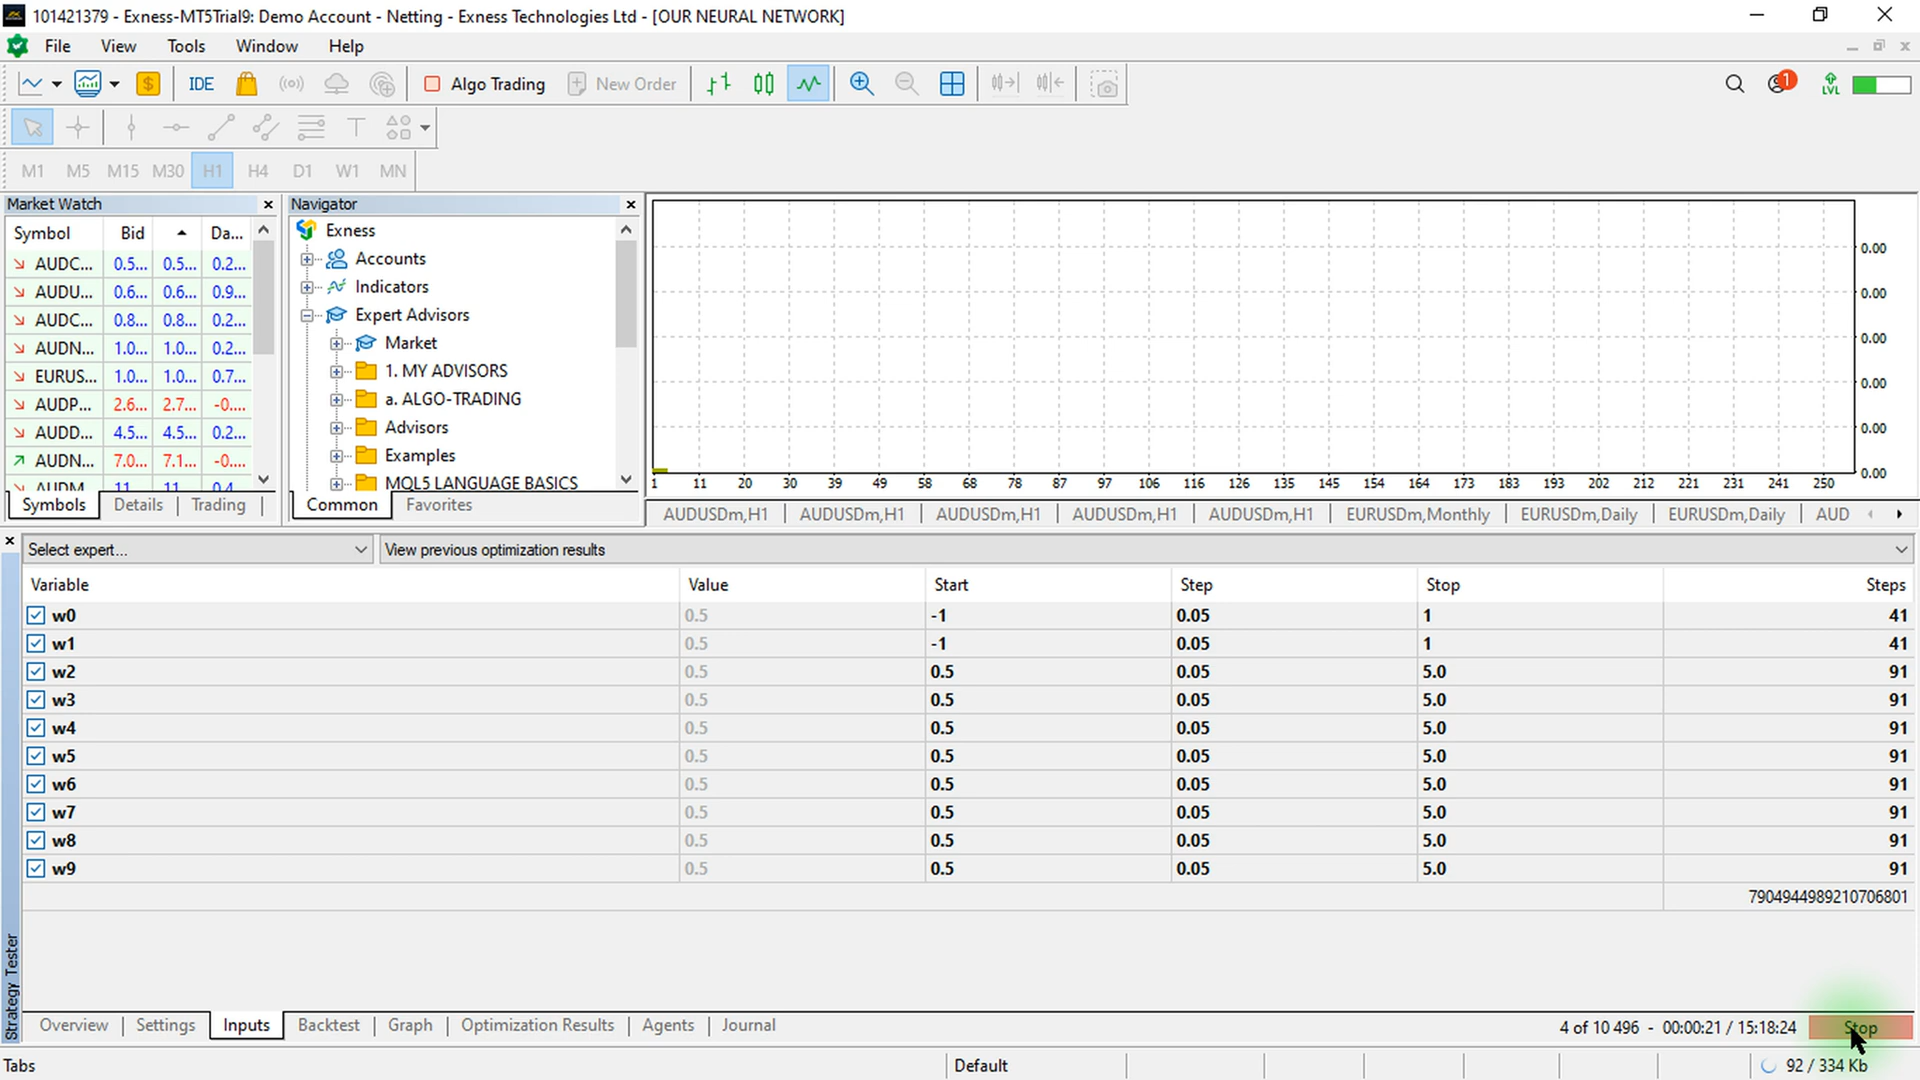 101421379 - Exness-MT5Trial9: Demo Account - Netting - Exness Technologies Ltd - [OUR NEURAL NETWORK]
File View Tools Window Help
IDE Algo Trading New Order 1 LVL
M1 M5 M15 M30 H1 H4 D1 W1 MN
Market Watch
Symbol Bid Da...
AUDC... 0.5... 0.5... 0.2...
AUDU... 0.6... 0.6... 0.9...
AUDC... 0.8... 0.8... 0.2...
AUDN... 1.0... 1.0... 0.2...
EURUS... 1.0... 1.0... 0.7...
AUDP... 2.6... 2.7... -0....
AUDD... 4.5... 4.5... 0.2...
AUDN... 7.0... 7.1... -0....
Symbols Details Trading
Navigator
Exness
Accounts
Indicators
Expert Advisors
Market
1. MY ADVISORS
a. ALGO-TRADING
Advisors
Examples
MQL5 LANGUAGE BASICS
Common Favorites
0.00
0.00
0.00
0.00
0.00
1 11 20 30 39 49 58 68 78 87 97 106 116 126 135 145 154 164 173 183 193 202 212 221 231 241 250
AUDUSDm,H1 AUDUSDm,H1 AUDUSDm,H1 AUDUSDm,H1 AUDUSDm,H1 EURUSDm,Monthly EURUSDm,Daily EURUSDm,Daily AUD
Select expert... View previous optimization results
Variable Value Start Step Stop Steps
w0 0.5 -1 0.05 1 41
w1 0.5 -1 0.05 1 41
w2 0.5 0.5 0.05 5.0 91
w3 0.5 0.5 0.05 5.0 91
w4 0.5 0.5 0.05 5.0 91
w5 0.5 0.5 0.05 5.0 91
w6 0.5 0.5 0.05 5.0 91
w7 0.5 0.5 0.05 5.0 91
w8 0.5 0.5 0.05 5.0 91
w9 0.5 0.5 0.05 5.0 91
7904944989210706801
Strategy Tester
Overview Settings Inputs Backtest Graph Optimization Results Agents Journal 4 of 10 496 - 00:00:21 / 15:18:24 Stop
Tabs Default 92 / 334 Kb